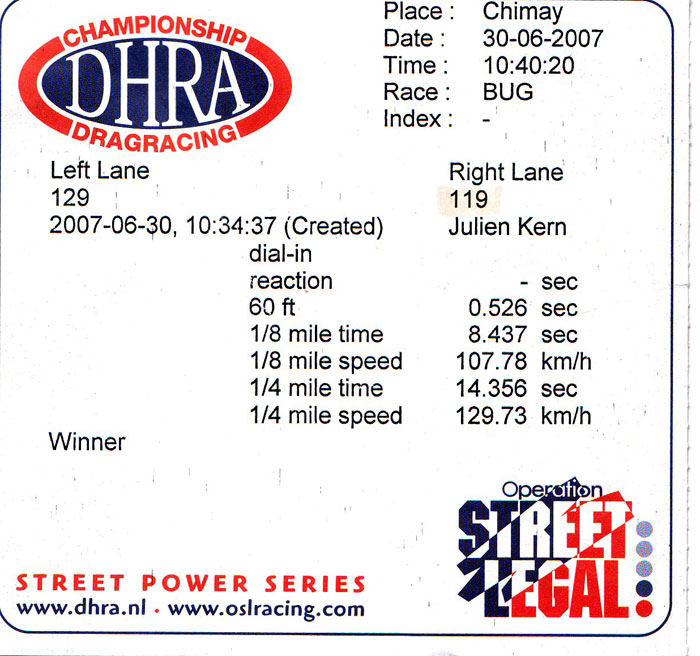 CHAMPIONSHIP
DHRA
DRAGRACING
Place : Chimay
Date : 30-06-2007
Time : 10:40:20
Race : BUG
Index : -
Left Lane Right Lane
129 119
2007-06-30, 10:34:37 (Created) Julien Kern
dial-in
reaction - sec
60 ft 0.526 sec
1/8 mile time 8.437 sec
1/8 mile speed 107.78 km/h
1/4 mile time 14.356 sec
1/4 mile speed 129.73 km/h
Winner
Operation
STREET
LEGAL
STREET POWER SERIES
www.dhra.nl • www.oslracing.com